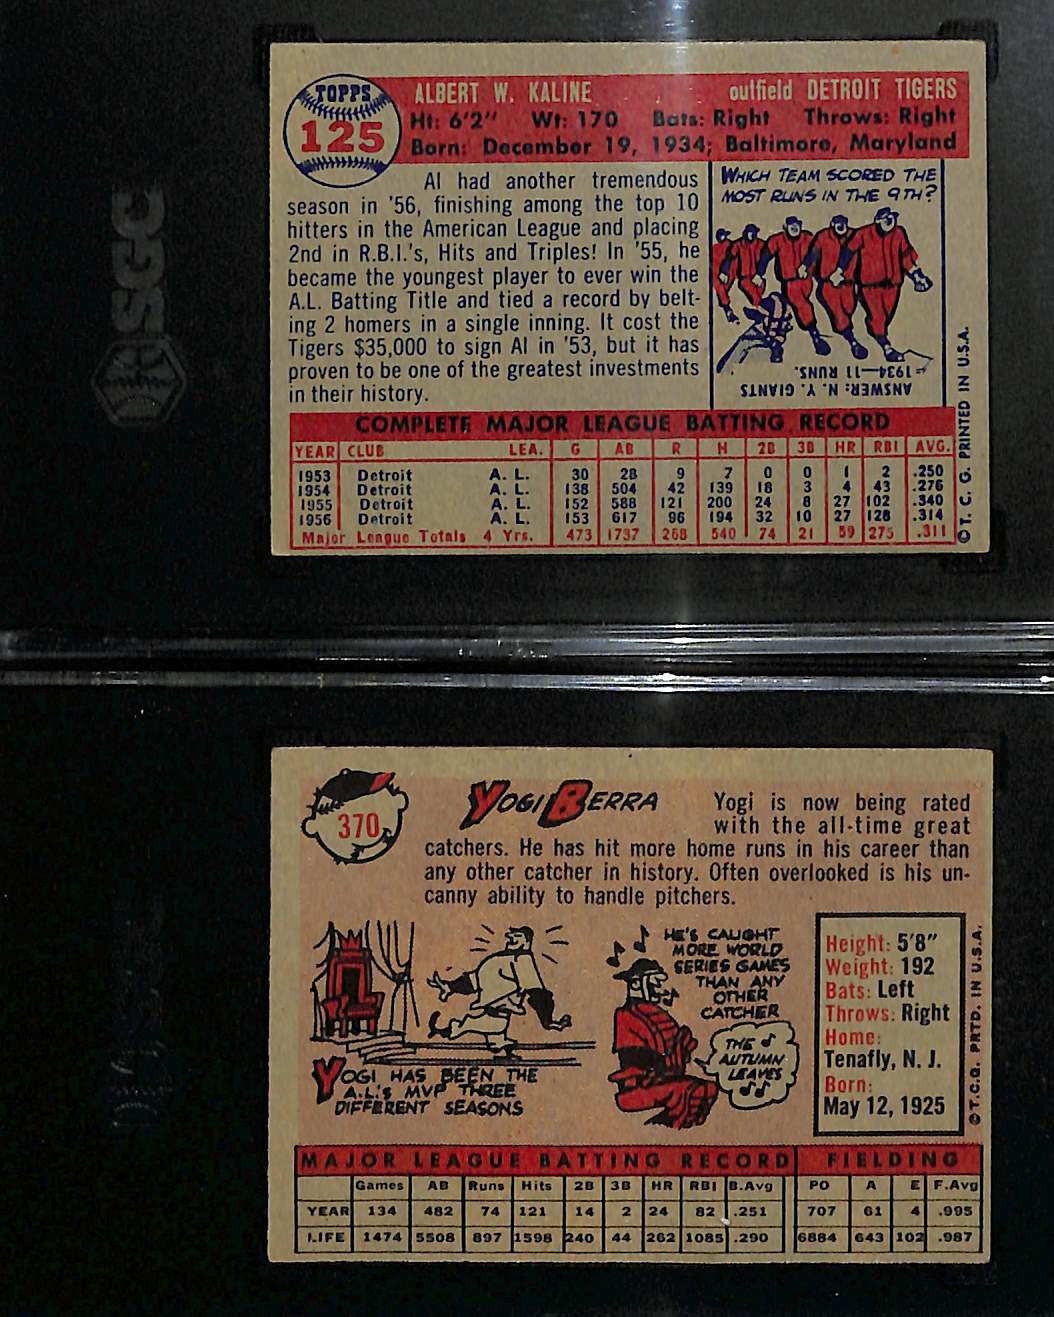 SGC
TOPPS
125
ALBERT W. KALINE outfield DETROIT TIGERS
Ht: 6'2" Wt: 170 Bats: Right Throws: Right
Born: December 19, 1934; Baltimore, Maryland
Al had another tremendous
season in '56, finishing among the top 10
hitters in the American League and placing
2nd in R.B.I.'s, Hits and Triples! In '55, he
became the youngest player to ever win the
A.L. Batting Title and tied a record by belt-
ing 2 homers in a single inning. It cost the
Tigers $35,000 to sign Al in '53, but it has
proven to be one of the greatest investments
in their history.
WHICH TEAM SCORED THE
MOST RUNS IN THE 9TH?
ANSWER: N. Y. GIANTS
-1934-11 RUNS.
© T. C. G. PRINTED IN U.S.A.
COMPLETE MAJOR LEAGUE BATTING RECORD
YEAR CLUB LEA. G AB R H 2B 3B HR RBI AVG.
1953 Detroit A. L. 30 28 9 7 0 0 1 2 .250
1954 Detroit A. L. 138 504 42 139 18 3 4 43 .276
1955 Detroit A. L. 152 588 121 200 24 8 27 102 .340
1956 Detroit A. L. 153 617 96 194 32 10 27 128 .314
Major League Totals 4 Yrs. 473 1737 268 540 74 21 59 275 .311
370
YOGI BERRA
Yogi is now being rated
with the all-time great
catchers. He has hit more home runs in his career than
any other catcher in history. Often overlooked is his un-
canny ability to handle pitchers.
YOGI HAS BEEN THE
A.L.'s MVP THREE
DIFFERENT SEASONS
HE'S CAUGHT
MORE WORLD
SERIES GAMES
THAN ANY
OTHER
CATCHER
THE
AUTUMN
LEAVES
Height: 5'8"
Weight: 192
Bats: Left
Throws: Right
Home:
Tenafly, N. J.
Born:
May 12, 1925
© T.C.G. PRTD. IN U.S.A.
MAJOR LEAGUE BATTING RECORD FIELDING
Games AB Runs Hits 2B 3B HR RBI B.Avg PO A E F.Avg
YEAR 134 482 74 121 14 2 24 82 .251 707 61 4 .995
LIFE 1474 5508 897 1598 240 44 262 1085 .290 6884 643 102 .987